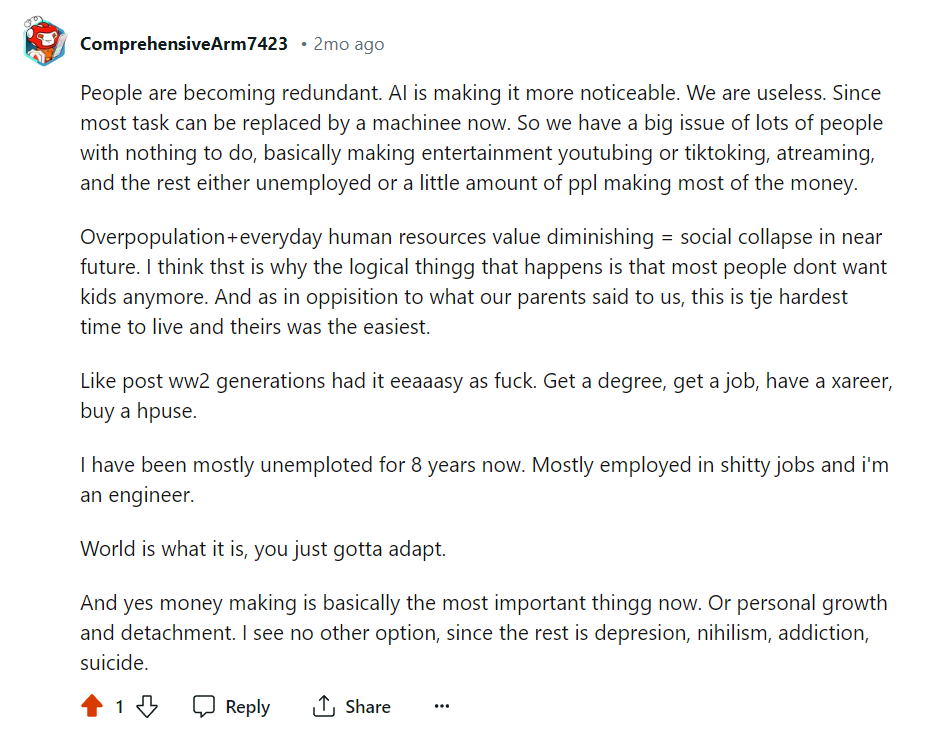 ComprehensiveArm7423 • 2mo ago
People are becoming redundant. AI is making it more noticeable. We are useless. Since
most task can be replaced by a machinee now. So we have a big issue of lots of people
with nothing to do, basically making entertainment youtubing or tiktoking, atreaming,
and the rest either unemployed or a little amount of ppl making most of the money.
Overpopulation+everyday human resources value diminishing = social collapse in near
future. I think thst is why the logical thingg that happens is that most people dont want
kids anymore. And as in oppisition to what our parents said to us, this is tje hardest
time to live and theirs was the easiest.
Like post ww2 generations had it eeaaasy as fuck. Get a degree, get a job, have a xareer,
buy a hpuse.
I have been mostly unemploted for 8 years now. Mostly employed in shitty jobs and i'm
an engineer.
World is what it is, you just gotta adapt.
And yes money making is basically the most important thingg now. Or personal growth
and detachment. I see no other option, since the rest is depresion, nihilism, addiction,
suicide.
1 Reply Share ···